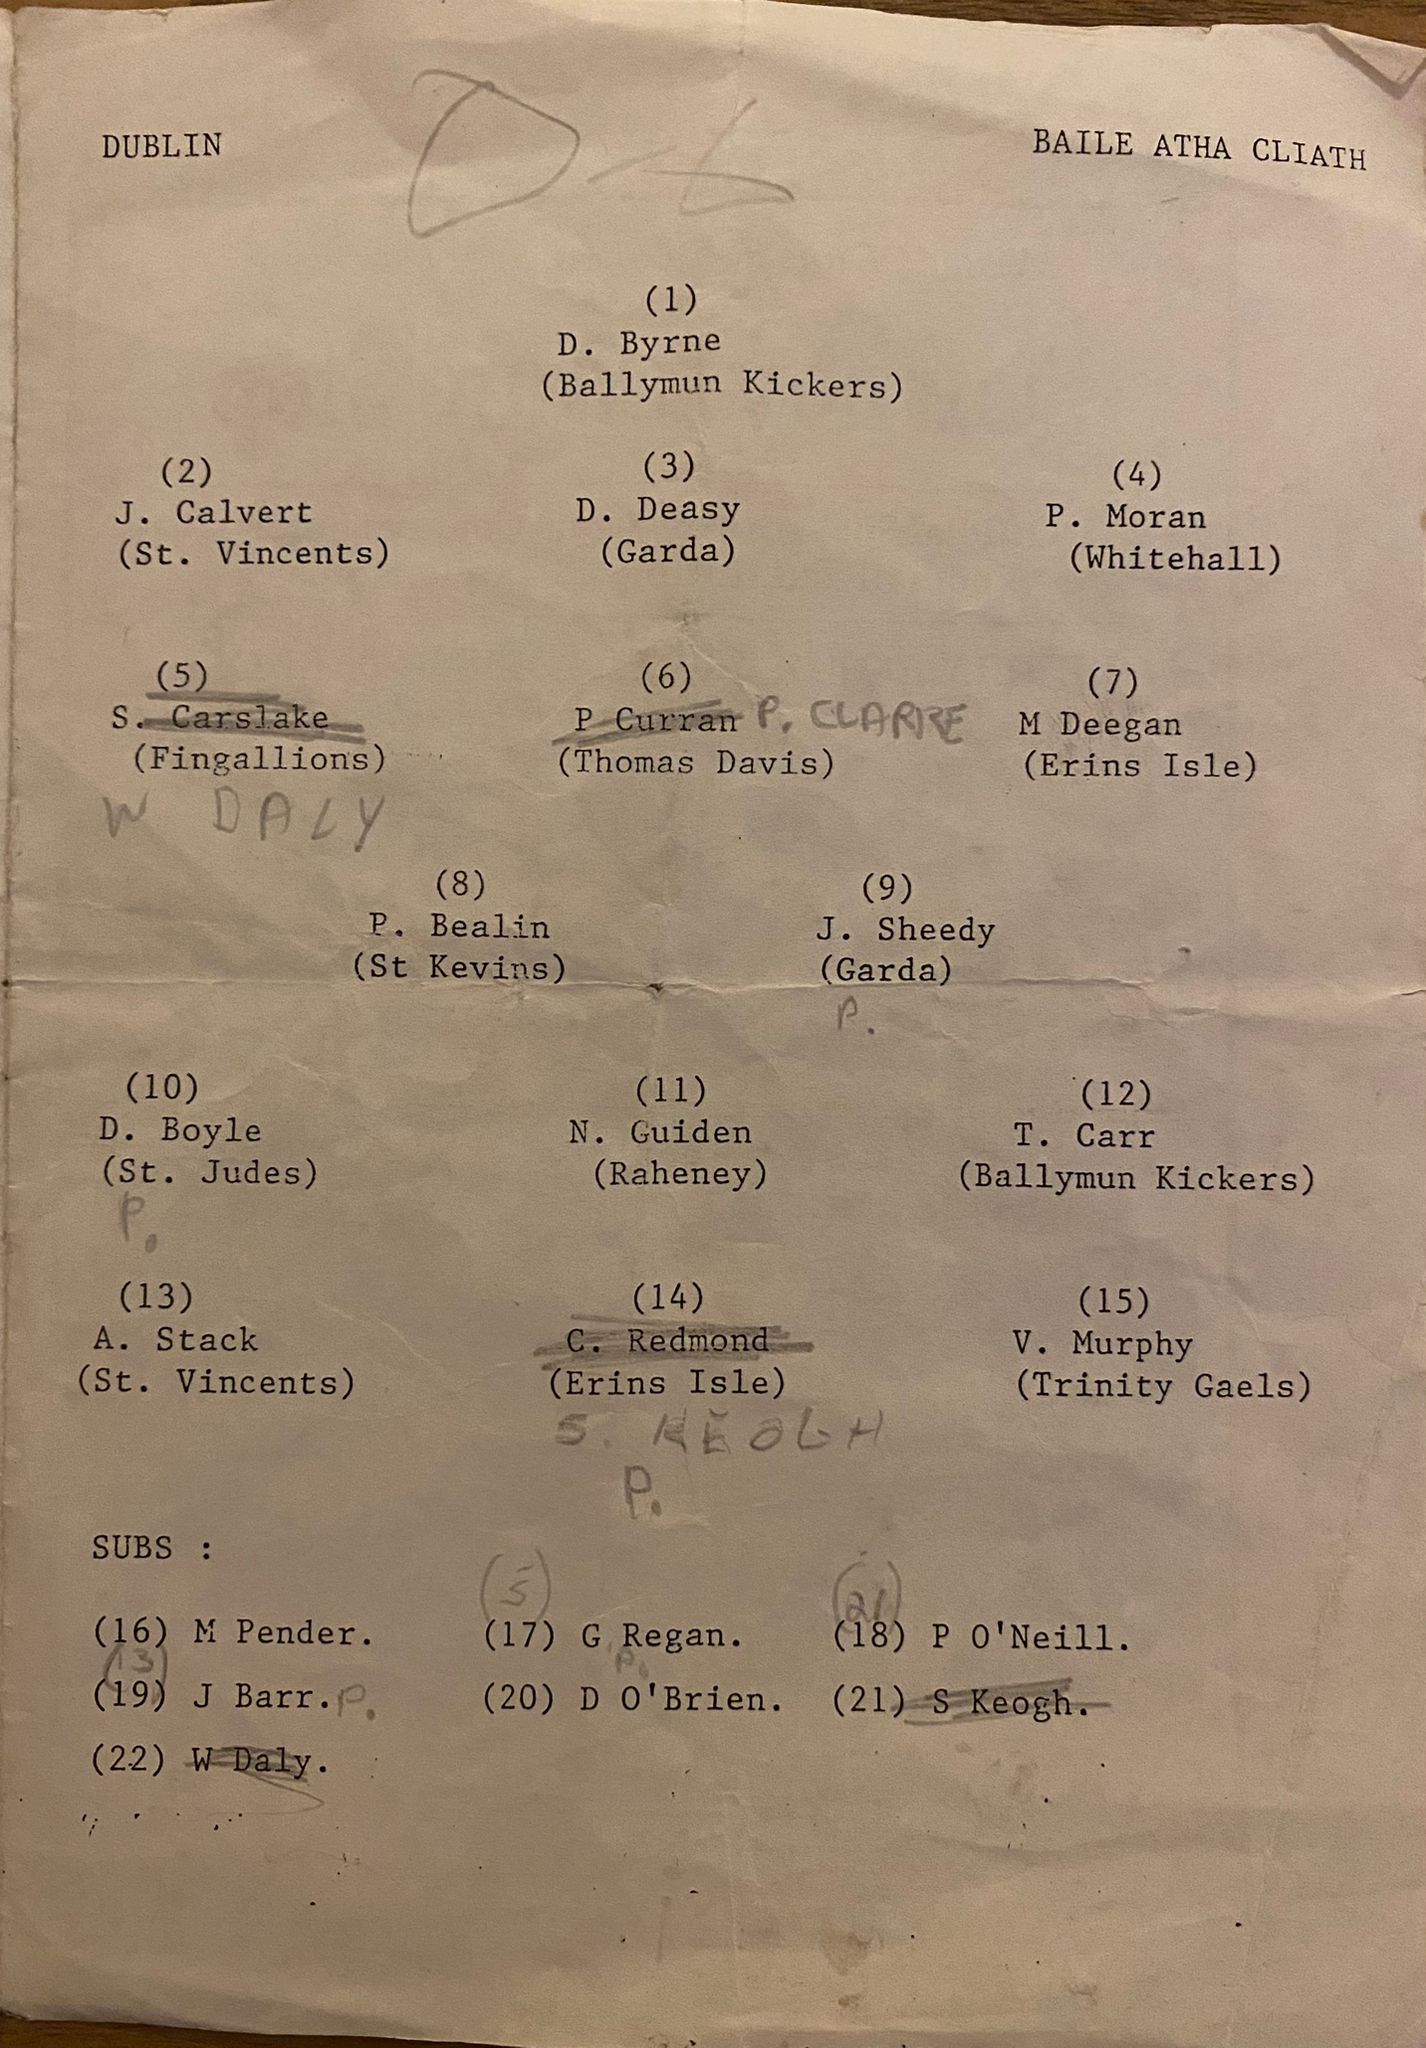 DUBLIN BAILE ATHA CLIATH
(1)
D. Byrne
(Ballymun Kickers)
(2) (3) (4)
J. Calvert D. Deasy P. Moran
(St. Vincents) (Garda) (Whitehall)
(5) (6) (7)
S. Carslake P Curran P. CLARKE M Deegan
(Fingallions) (Thomas Davis) (Erins Isle)
W DALY
(8) (9)
P. Bealin J. Sheedy
(St Kevins) (Garda)
P.
(10) (11) (12)
D. Boyle N. Guiden T. Carr
(St. Judes) (Raheney) (Ballymun Kickers)
P.
(13) (14) (15)
A. Stack C. Redmond V. Murphy
(St. Vincents) (Erins Isle) (Trinity Gaels)
S. KEOGH
P.
SUBS :
(5) (21)
(16) M Pender. (17) G Regan. (18) P O'Neill.
(13) P.
(19) J Barr. P. (20) D O'Brien. (21) S Keogh.
(22) W Daly.